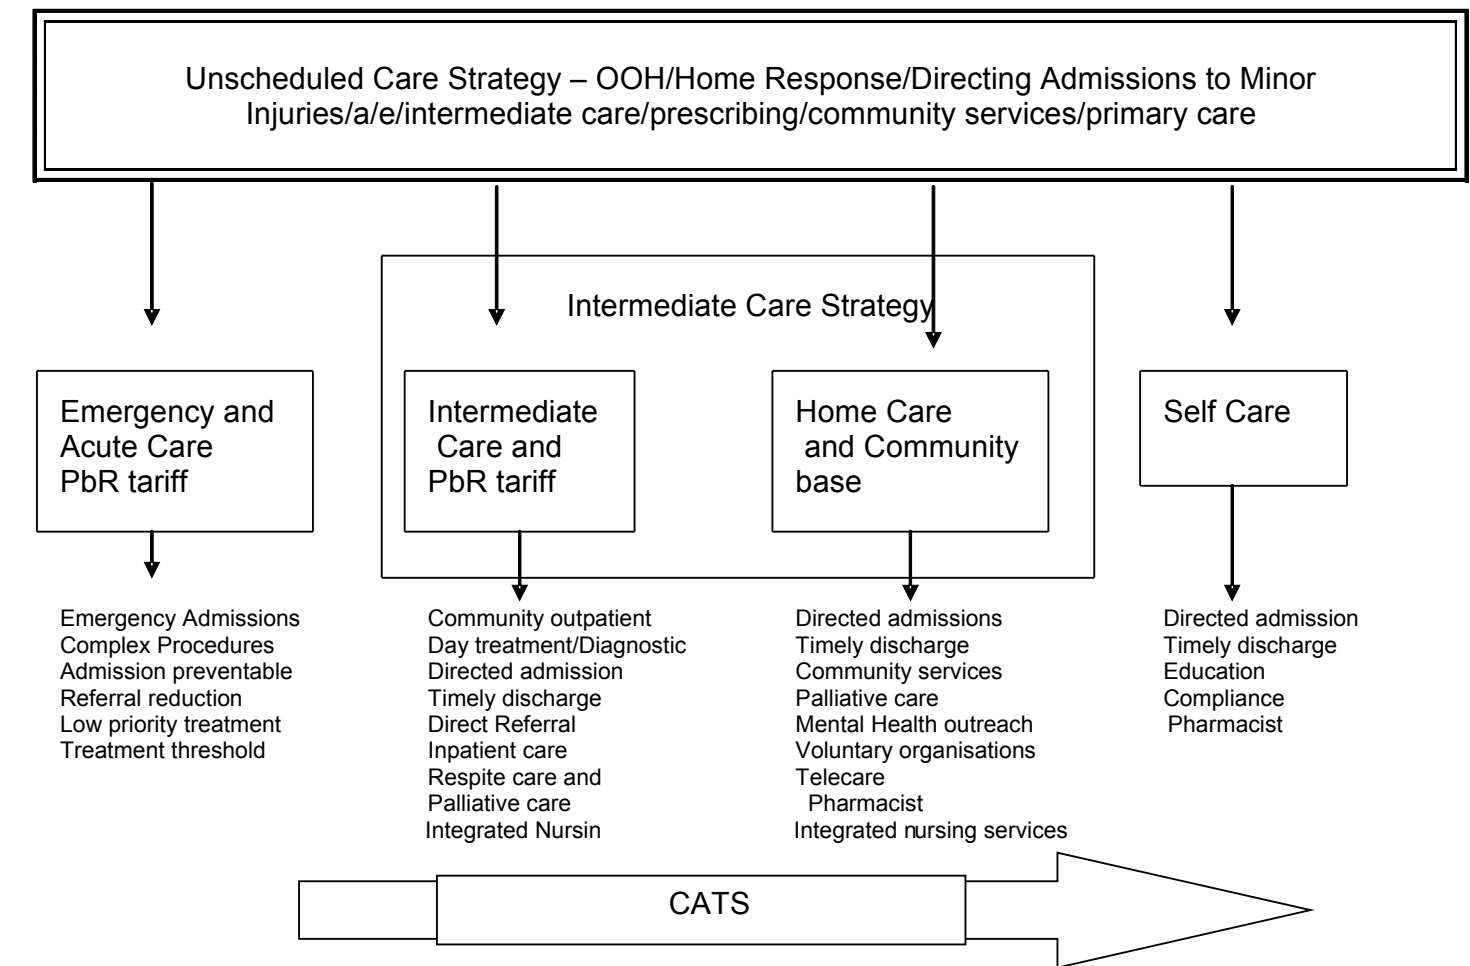 Unscheduled Care Strategy – OOH/Home Response/Directing Admissions to Minor
Injuries/a/e/intermediate care/prescribing/community services/primary care
Intermediate Care Strategy
Emergency and
Acute Care
PbR tariff
Intermediate
Care and
PbR tariff
Home Care
and Community
base
Self Care
Emergency Admissions
Complex Procedures
Admission preventable
Referral reduction
Low priority treatment
Treatment threshold
Community outpatient
Day treatment/Diagnostic
Directed admission
Timely discharge
Direct Referral
Inpatient care
Respite care and
Palliative care
Integrated Nursin
Directed admissions
Timely discharge
Community services
Palliative care
Mental Health outreach
Voluntary organisations
Telecare
Pharmacist
Integrated nursing services
Directed admission
Timely discharge
Education
Compliance
Pharmacist
CATS